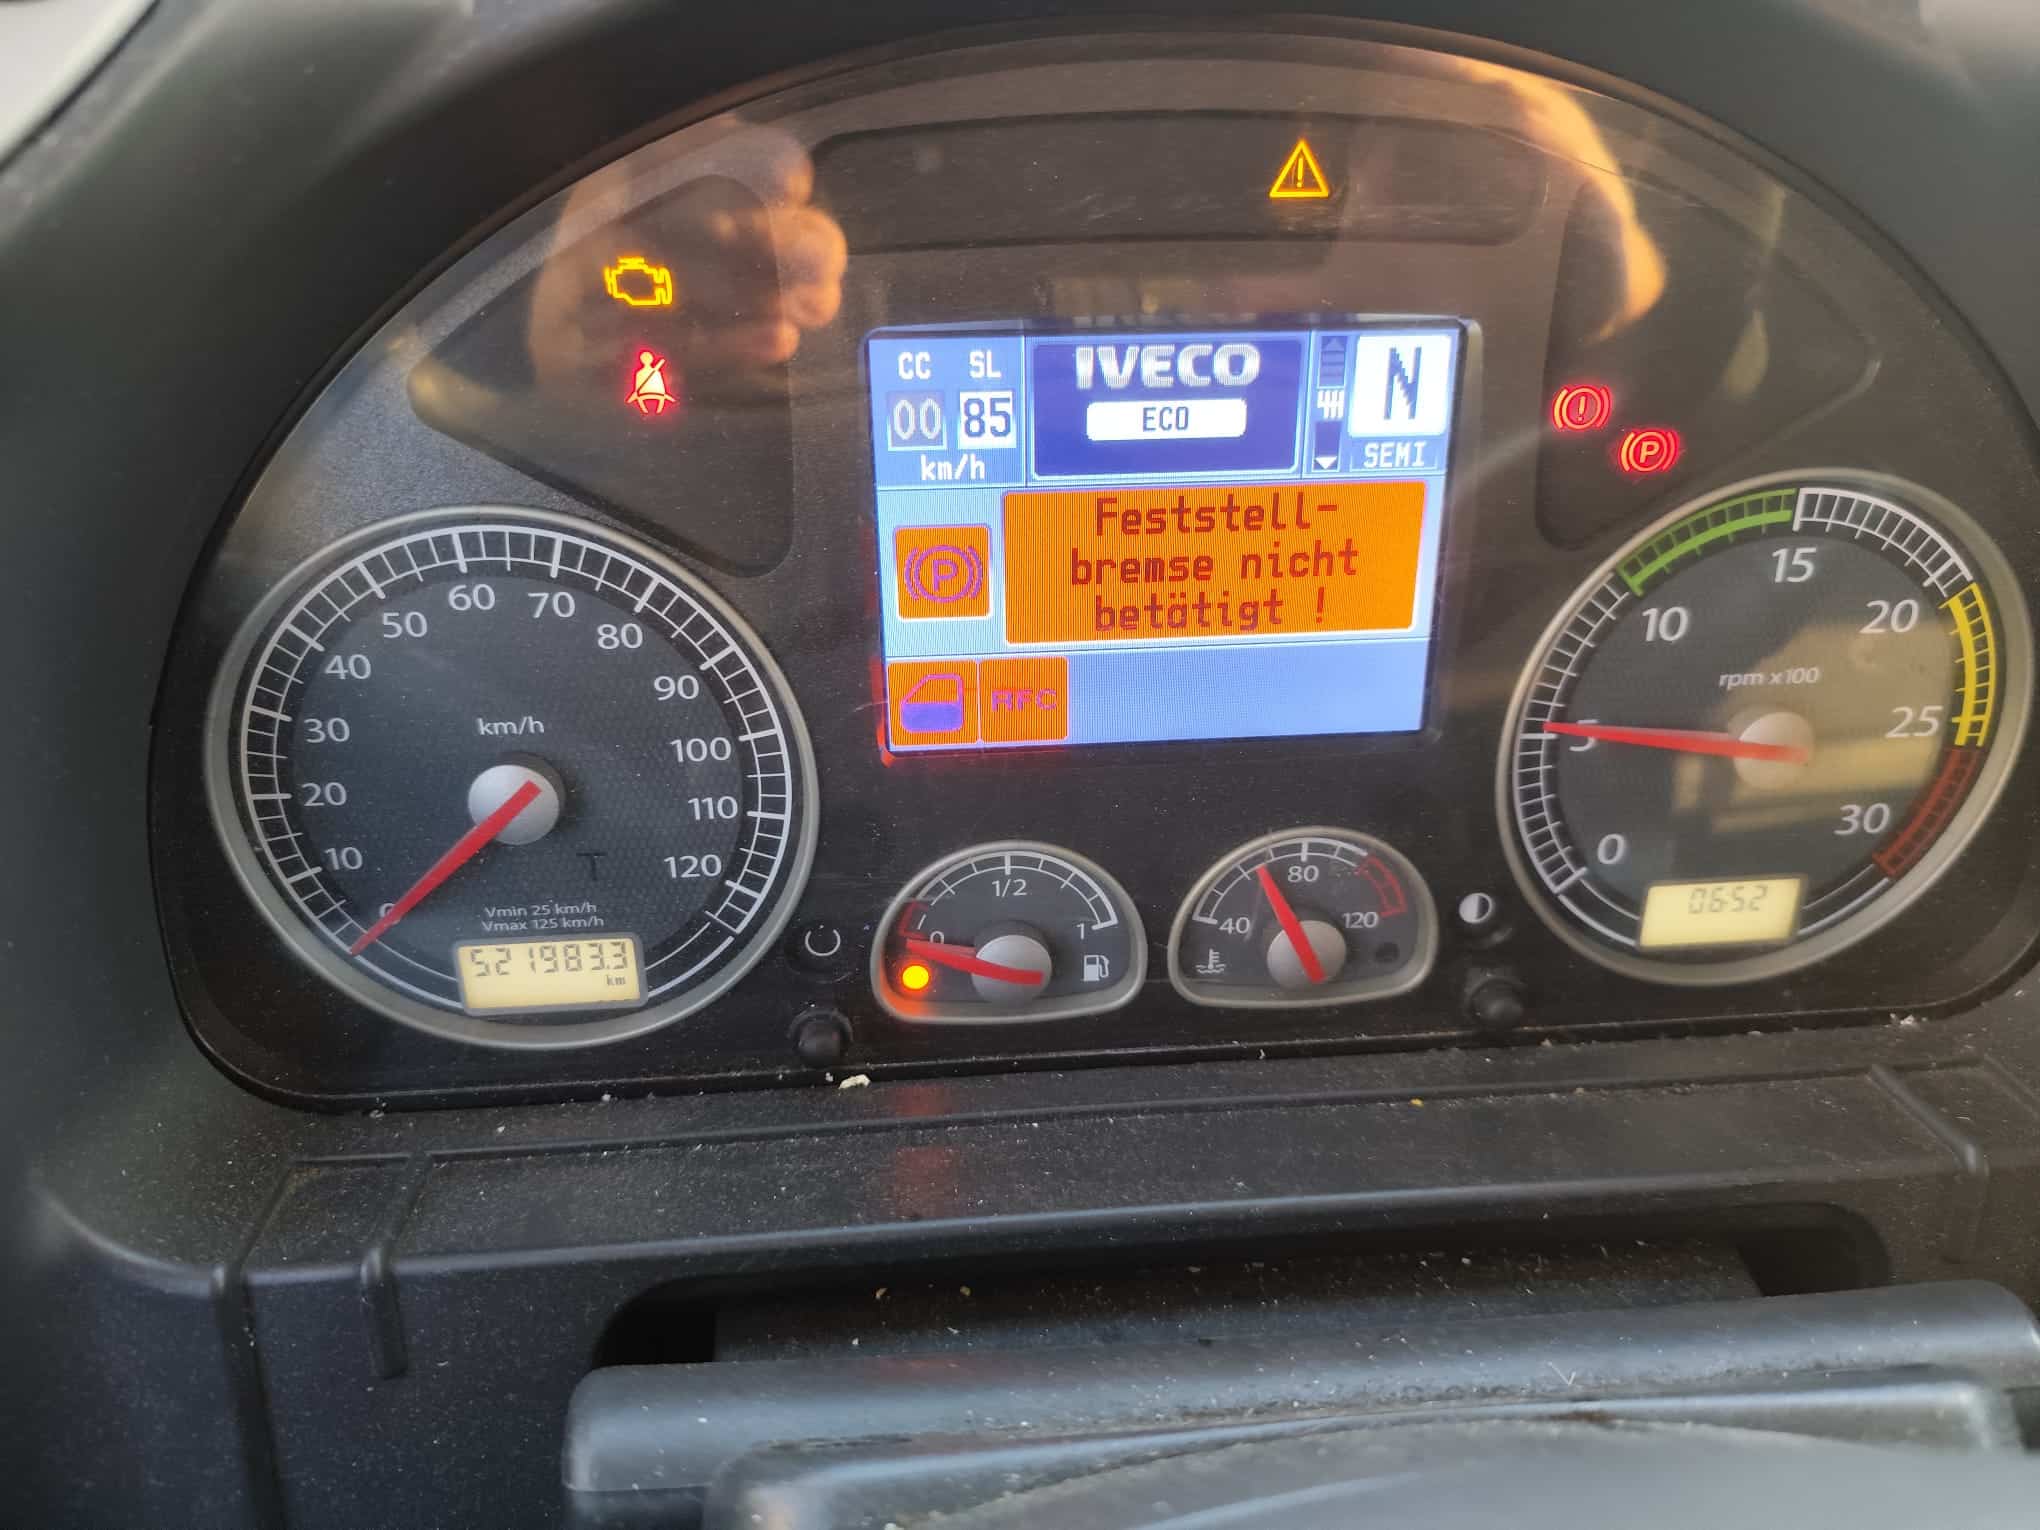 CC SL
00 85
km/h
IVECO
ECO
N
SEMI
Feststell-
bremse nicht
betätigt !
P
RFC
P
0 10 20 30 40 50 60 70 80 90 100 110 120
km/h
T
Vmin 25 km/h
Vmax 125 km/h
521983.3
km
0 1/2 1
40 80 120
0 5 10 15 20 25 30
rpm x100
06:52